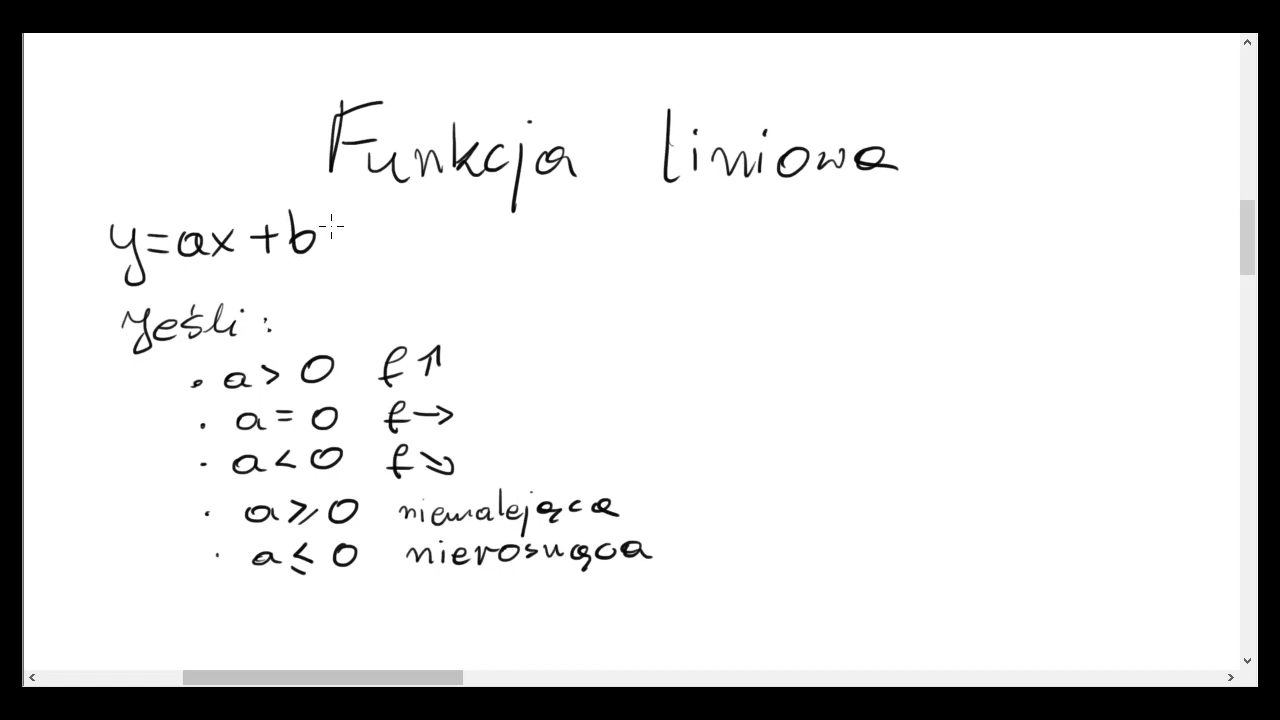 Funkcja liniowa
y=ax+b
Jeśli:
· a > 0 f ↑
· a = 0 f →
· a < 0 f ↘
· a ⩾ 0 niemalejąca
· a ≤ 0 nierosnąca